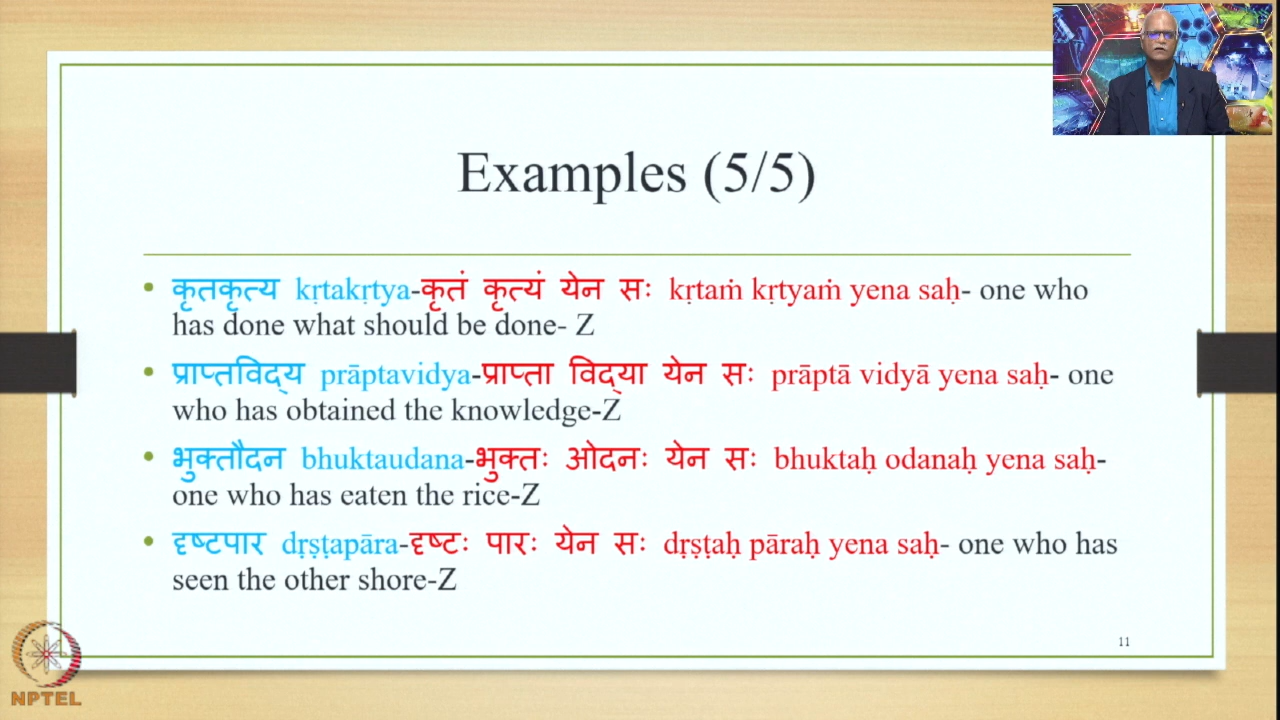 Examples (5/5)
• कृतकृत्य kṛtakṛtya-कृतं कृत्यं येन सः kṛtaṁ kṛtyaṁ yena saḥ- one who
has done what should be done- Z
• प्राप्तविद्य prāptavidya-प्राप्ता विद्या येन सः prāptā vidyā yena saḥ- one
who has obtained the knowledge-Z
• भुक्तौदन bhuktaudana-भुक्तः ओदनः येन सः bhuktaḥ odanaḥ yena saḥ-
one who has eaten the rice-Z
• दृष्टपार dṛṣṭapāra-दृष्टः पारः येन सः dṛṣṭaḥ pāraḥ yena saḥ- one who has
seen the other shore-Z
11
NPTEL